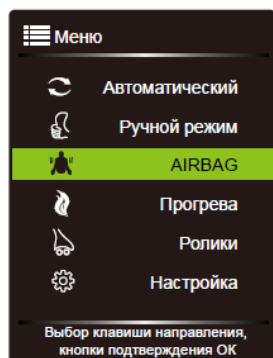 Меню
Автоматический
Ручной режим
AIRBAG
Прогрева
Ролики
Настройка
Выбор клавиши направления,
кнопки подтверждения ОК